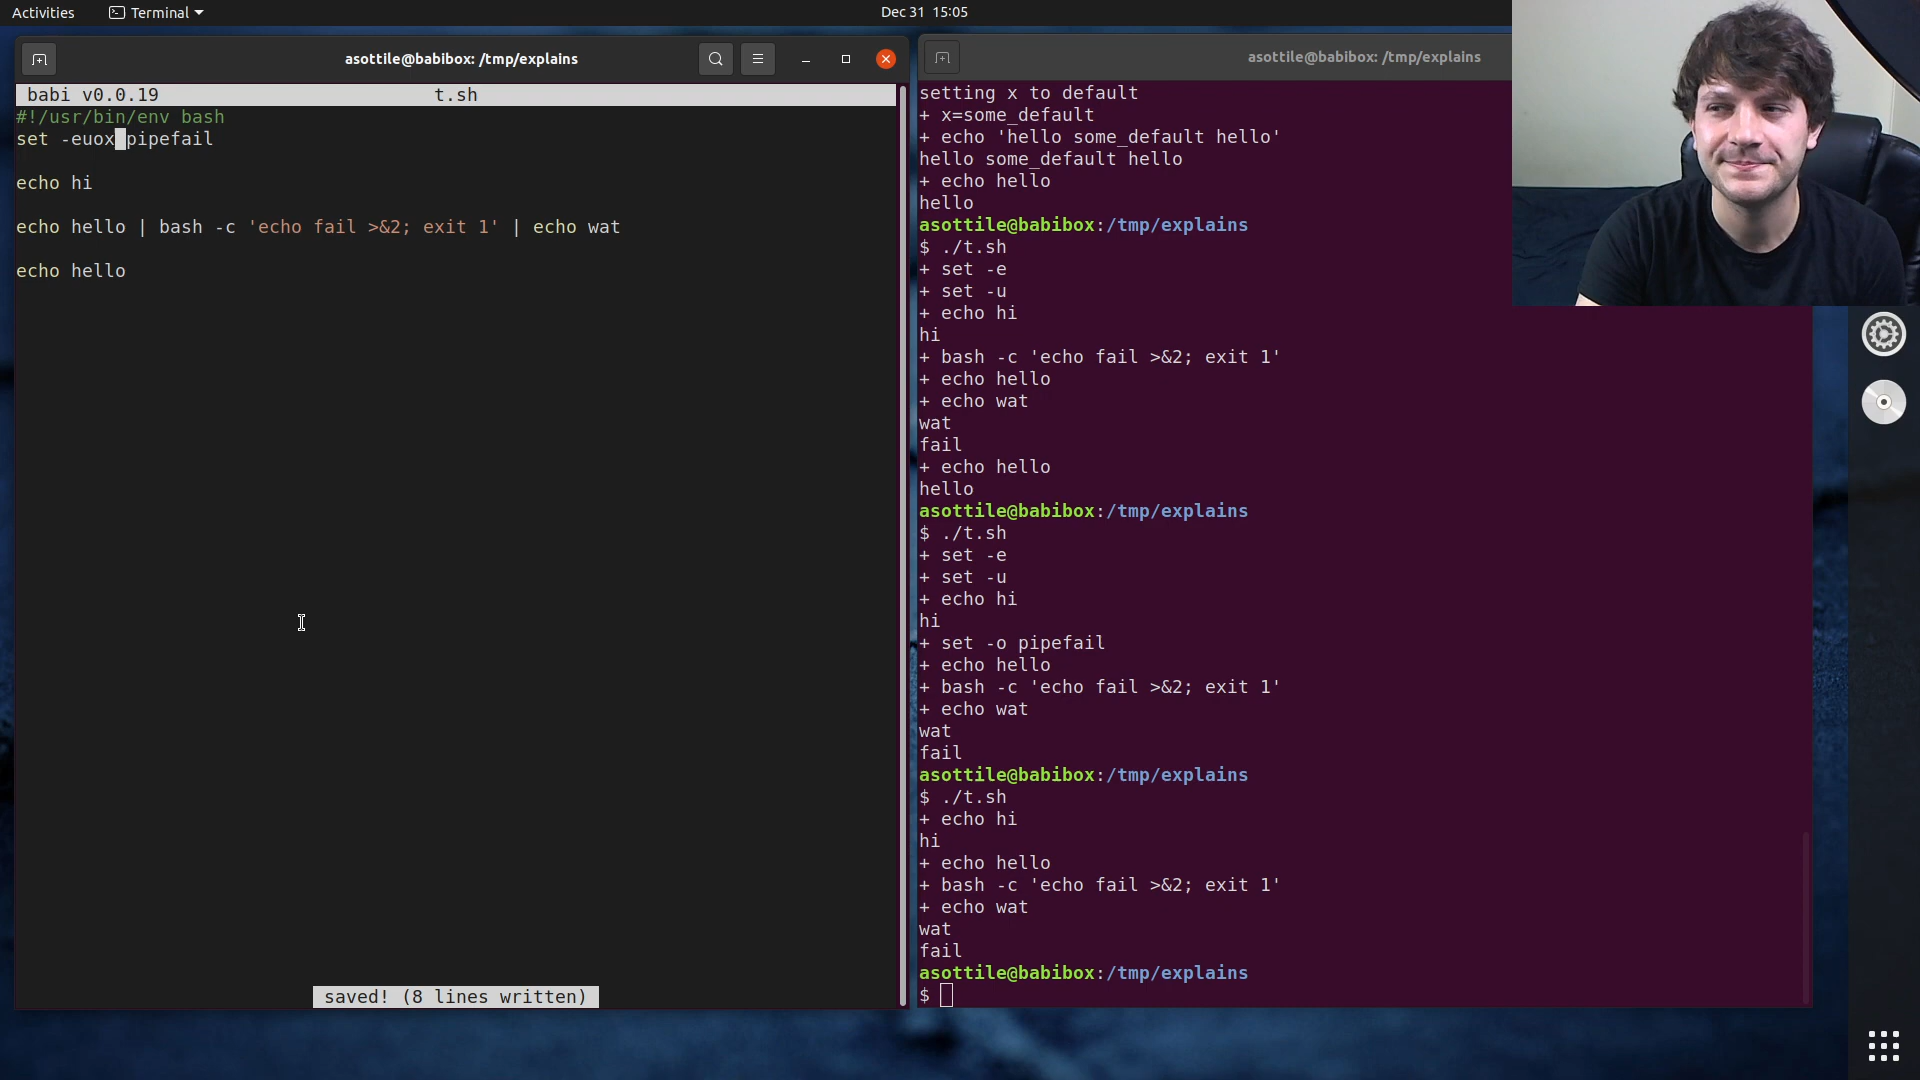 Activities
Terminal
Dec 31 15:05
asottile@babibox: /tmp/explains
babi v0.0.19 t.sh
#!/usr/bin/env bash
set -euox pipefail
echo hi
echo hello | bash -c 'echo fail >&2; exit 1' | echo wat
echo hello
saved! (8 lines written)
asottile@babibox: /tmp/explains
setting x to default
+ x=some_default
+ echo 'hello some_default hello'
hello some_default hello
+ echo hello
hello
asottile@babibox:/tmp/explains
$ ./t.sh
+ set -e
+ set -u
+ echo hi
hi
+ bash -c 'echo fail >&2; exit 1'
+ echo hello
+ echo wat
wat
fail
+ echo hello
hello
asottile@babibox:/tmp/explains
$ ./t.sh
+ set -e
+ set -u
+ echo hi
hi
+ set -o pipefail
+ echo hello
+ bash -c 'echo fail >&2; exit 1'
+ echo wat
wat
fail
asottile@babibox:/tmp/explains
$ ./t.sh
+ echo hi
hi
+ echo hello
+ bash -c 'echo fail >&2; exit 1'
+ echo wat
wat
fail
asottile@babibox:/tmp/explains
$